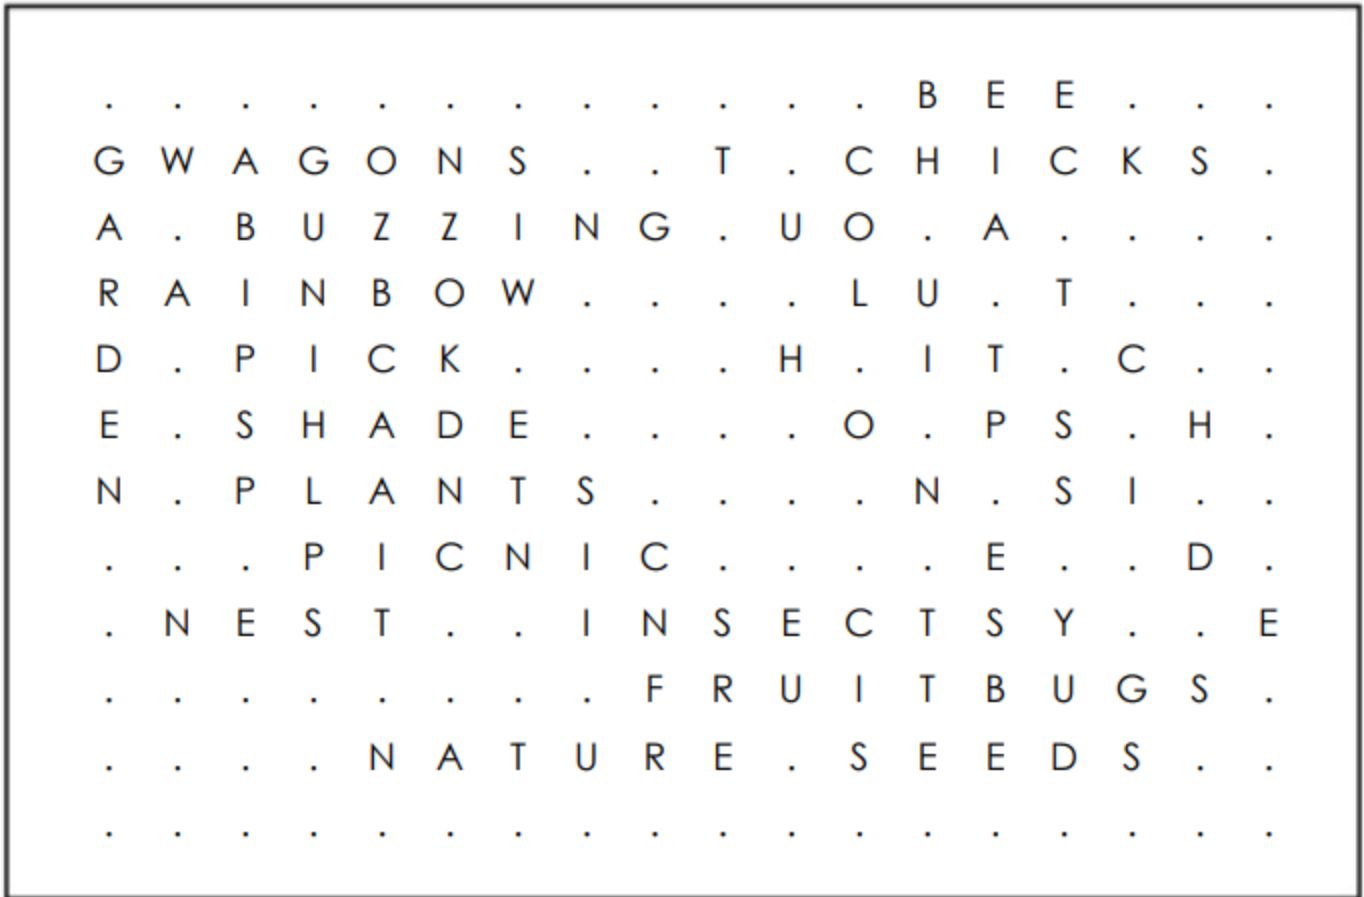 . . . . . . . . . . . . B E E . . .
G W A G O N S . . T . C H I C K S .
A . B U Z Z I N G . U O . A . . . .
R A I N B O W . . . . L U . T . . .
D . P I C K . . . . H . I T . C . .
E . S H A D E . . . . O . P S . H .
N . P L A N T S . . . . N . S I . .
. . . P I C N I C . . . . E . . D .
. N E S T . . I N S E C T S Y . . E
. . . . . . . . F R U I T B U G S .
. . . . N A T U R E . S E E D S . .
. . . . . . . . . . . . . . . . . .